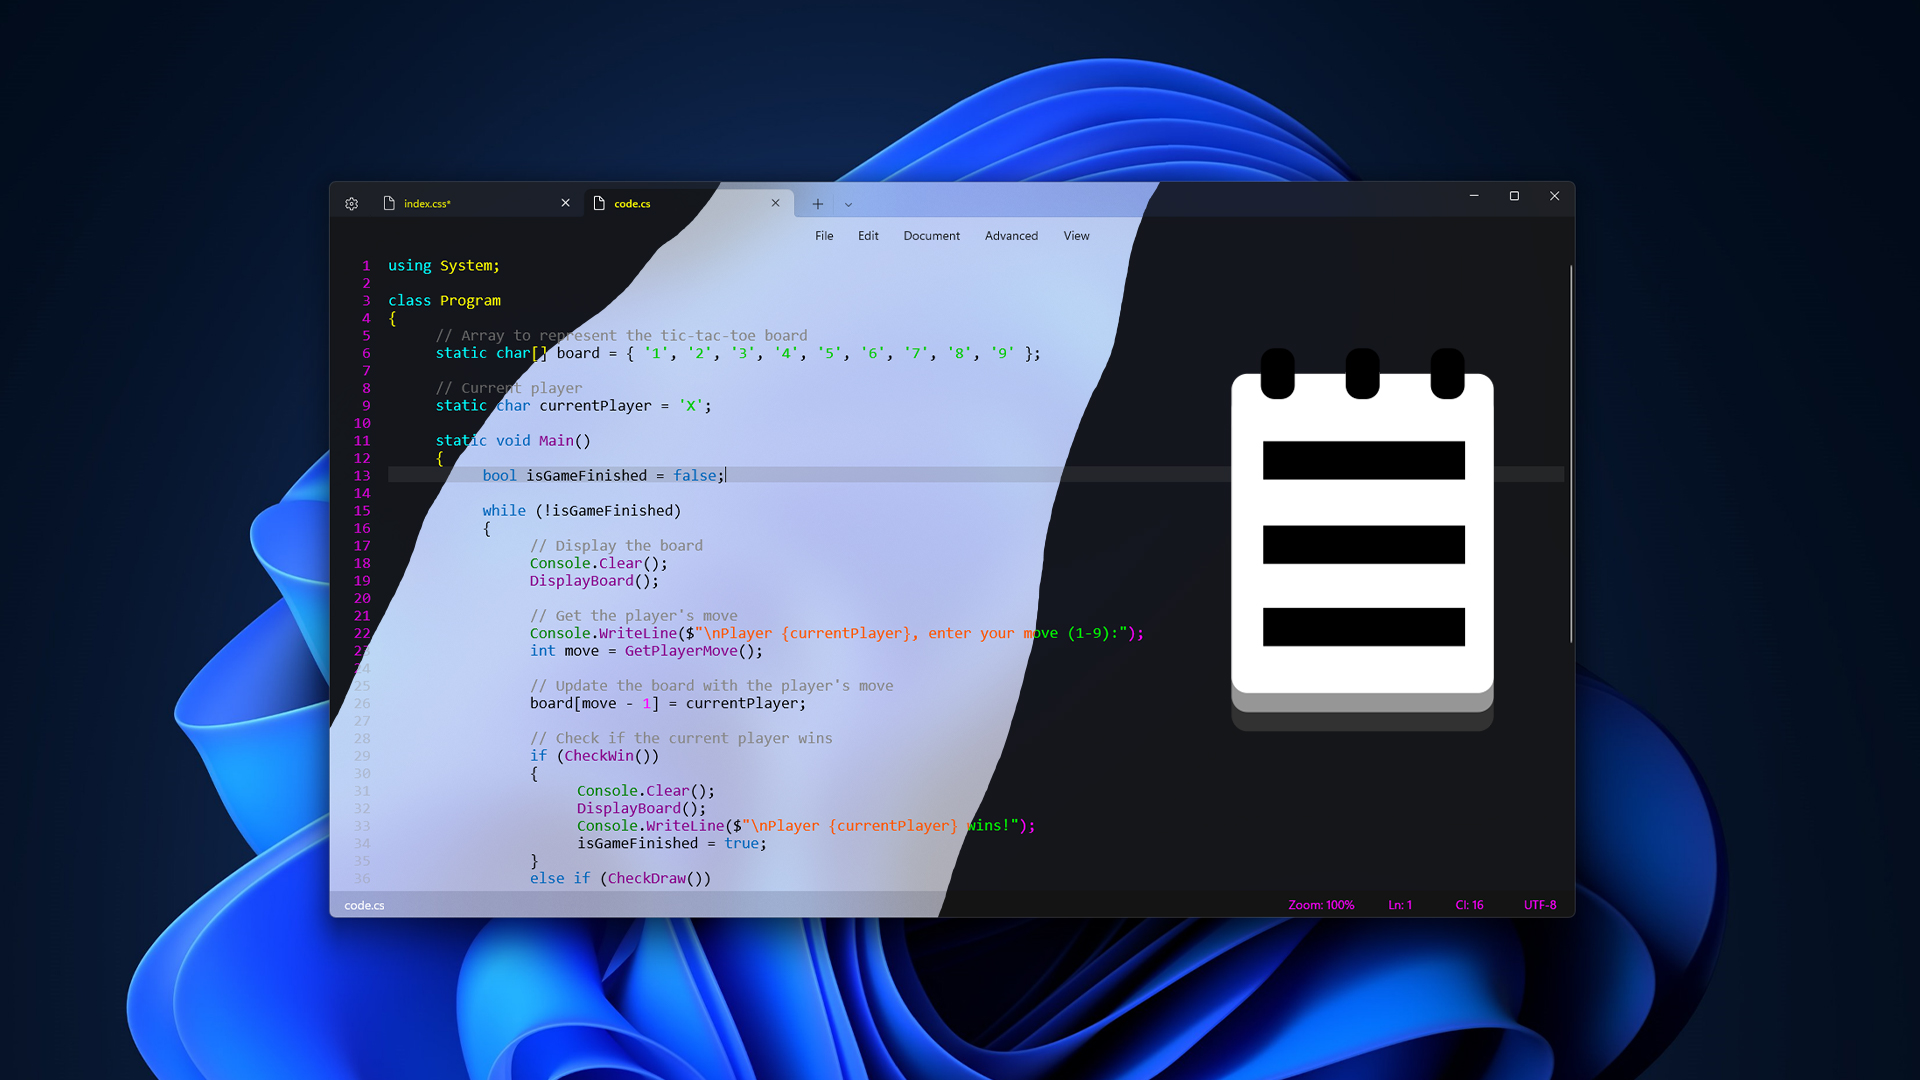 index.css*
code.cs
File Edit Document Advanced View
1 using System;
2
3 class Program
4 {
5 // Array to represent the tic-tac-toe board
6 static char[] board = { '1', '2', '3', '4', '5', '6', '7', '8', '9' };
7
8 // Current player
9 static char currentPlayer = 'X';
10
11 static void Main()
12 {
13 bool isGameFinished = false;
14
15 while (!isGameFinished)
16 {
17 // Display the board
18 Console.Clear();
19 DisplayBoard();
20
21 // Get the player's move
22 Console.WriteLine($"\nPlayer {currentPlayer}, enter your move (1-9):");
23 int move = GetPlayerMove();
24
25 // Update the board with the player's move
26 board[move - 1] = currentPlayer;
27
28 // Check if the current player wins
29 if (CheckWin())
30 {
31 Console.Clear();
32 DisplayBoard();
33 Console.WriteLine($"\nPlayer {currentPlayer} wins!");
34 isGameFinished = true;
35 }
36 else if (CheckDraw())
code.cs Zoom: 100% Ln: 1 Cl: 16 UTF-8